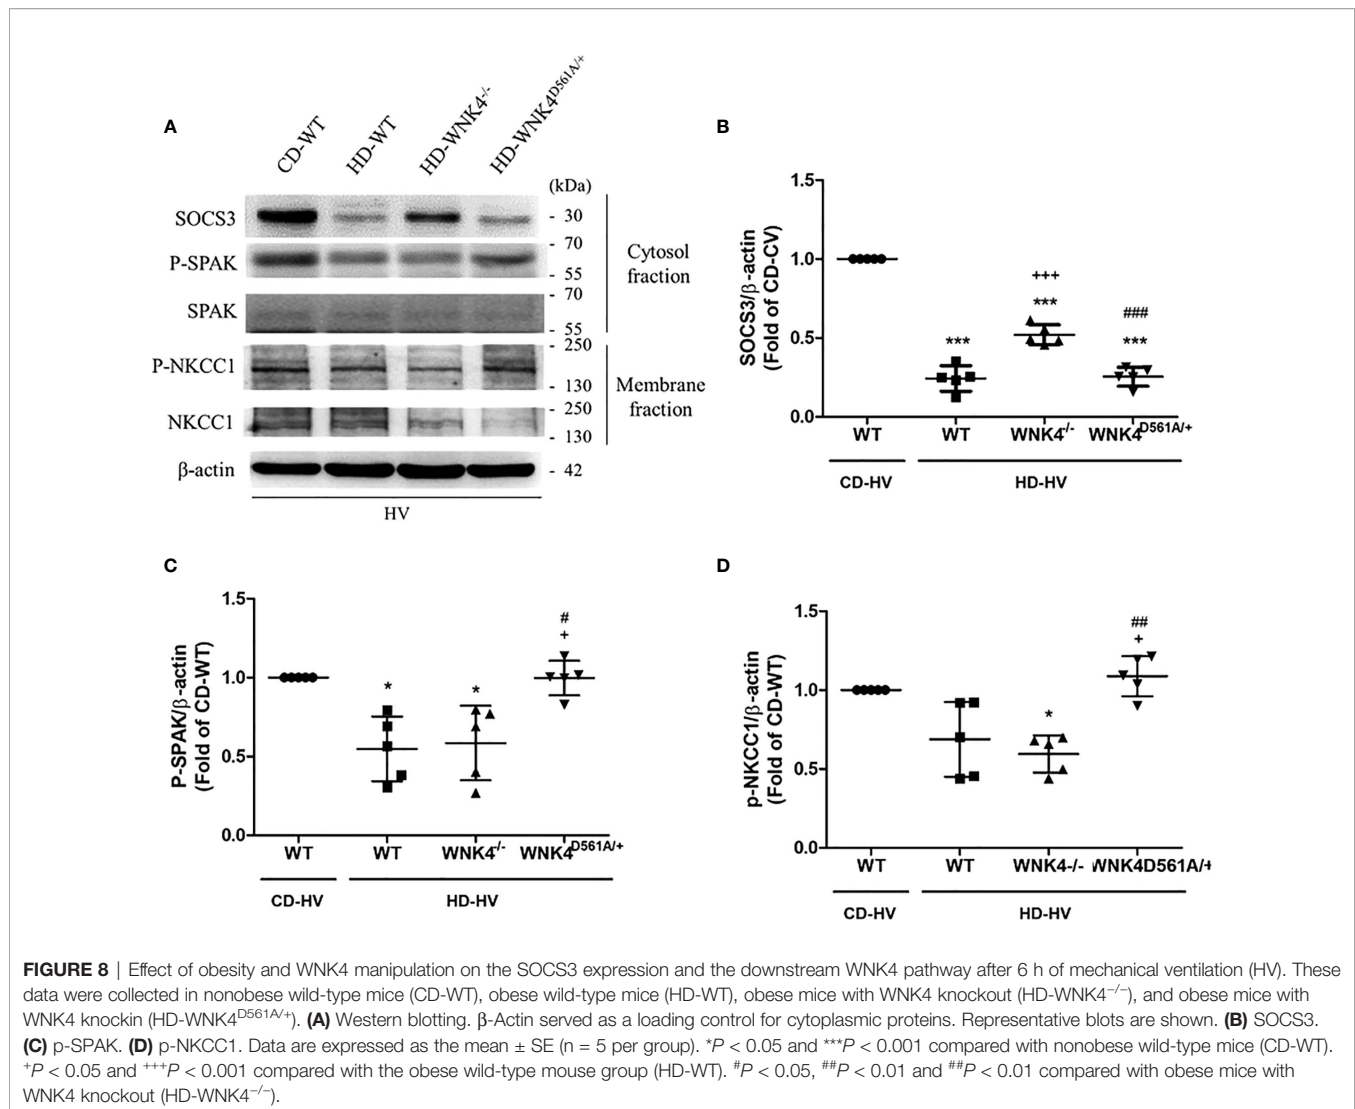 A
CD-WT
HD-WT
HD-WNK4-/-
HD-WNK4D561A/+
(kDa)
SOCS3
- 30
P-SPAK
- 70
55
SPAK
- 70
55
Cytosol
fraction
P-NKCC1
- 250
- 130
NKCC1
- 250
- 130
Membrane
fraction
β-actin
- 42
HV
B
SOCS3/β-actin
(Fold of CD-CV)
1.5
1.0
0.5
0.0
***
+++
***
###
***
WT
WT
WNK4-/-
WNK4D561A/+
CD-HV
HD-HV
C
P-SPAK/β-actin
(Fold of CD-WT)
1.5
1.0
0.5
0.0
*
*
#
+
WT
WT
WNK4-/-
WNK4D561A/+
CD-HV
HD-HV
D
p-NKCC1/β-actin
(Fold of CD-WT)
1.5
1.0
0.5
0.0
*
##
+
WT
WT
WNK4-/-
WNK4D561A/+
CD-HV
HD-HV
FIGURE 8 | Effect of obesity and WNK4 manipulation on the SOCS3 expression and the downstream WNK4 pathway after 6 h of mechanical ventilation (HV). These
data were collected in nonobese wild-type mice (CD-WT), obese wild-type mice (HD-WT), obese mice with WNK4 knockout (HD-WNK4−/−), and obese mice with
WNK4 knockin (HD-WNK4D561A/+). (A) Western blotting. β-Actin served as a loading control for cytoplasmic proteins. Representative blots are shown. (B) SOCS3.
(C) p-SPAK. (D) p-NKCC1. Data are expressed as the mean ± SE (n = 5 per group). *P < 0.05 and ***P < 0.001 compared with nonobese wild-type mice (CD-WT).
+P < 0.05 and +++P < 0.001 compared with the obese wild-type mouse group (HD-WT). #P < 0.05, ##P < 0.01 and ##P < 0.01 compared with obese mice with
WNK4 knockout (HD-WNK4−/−).